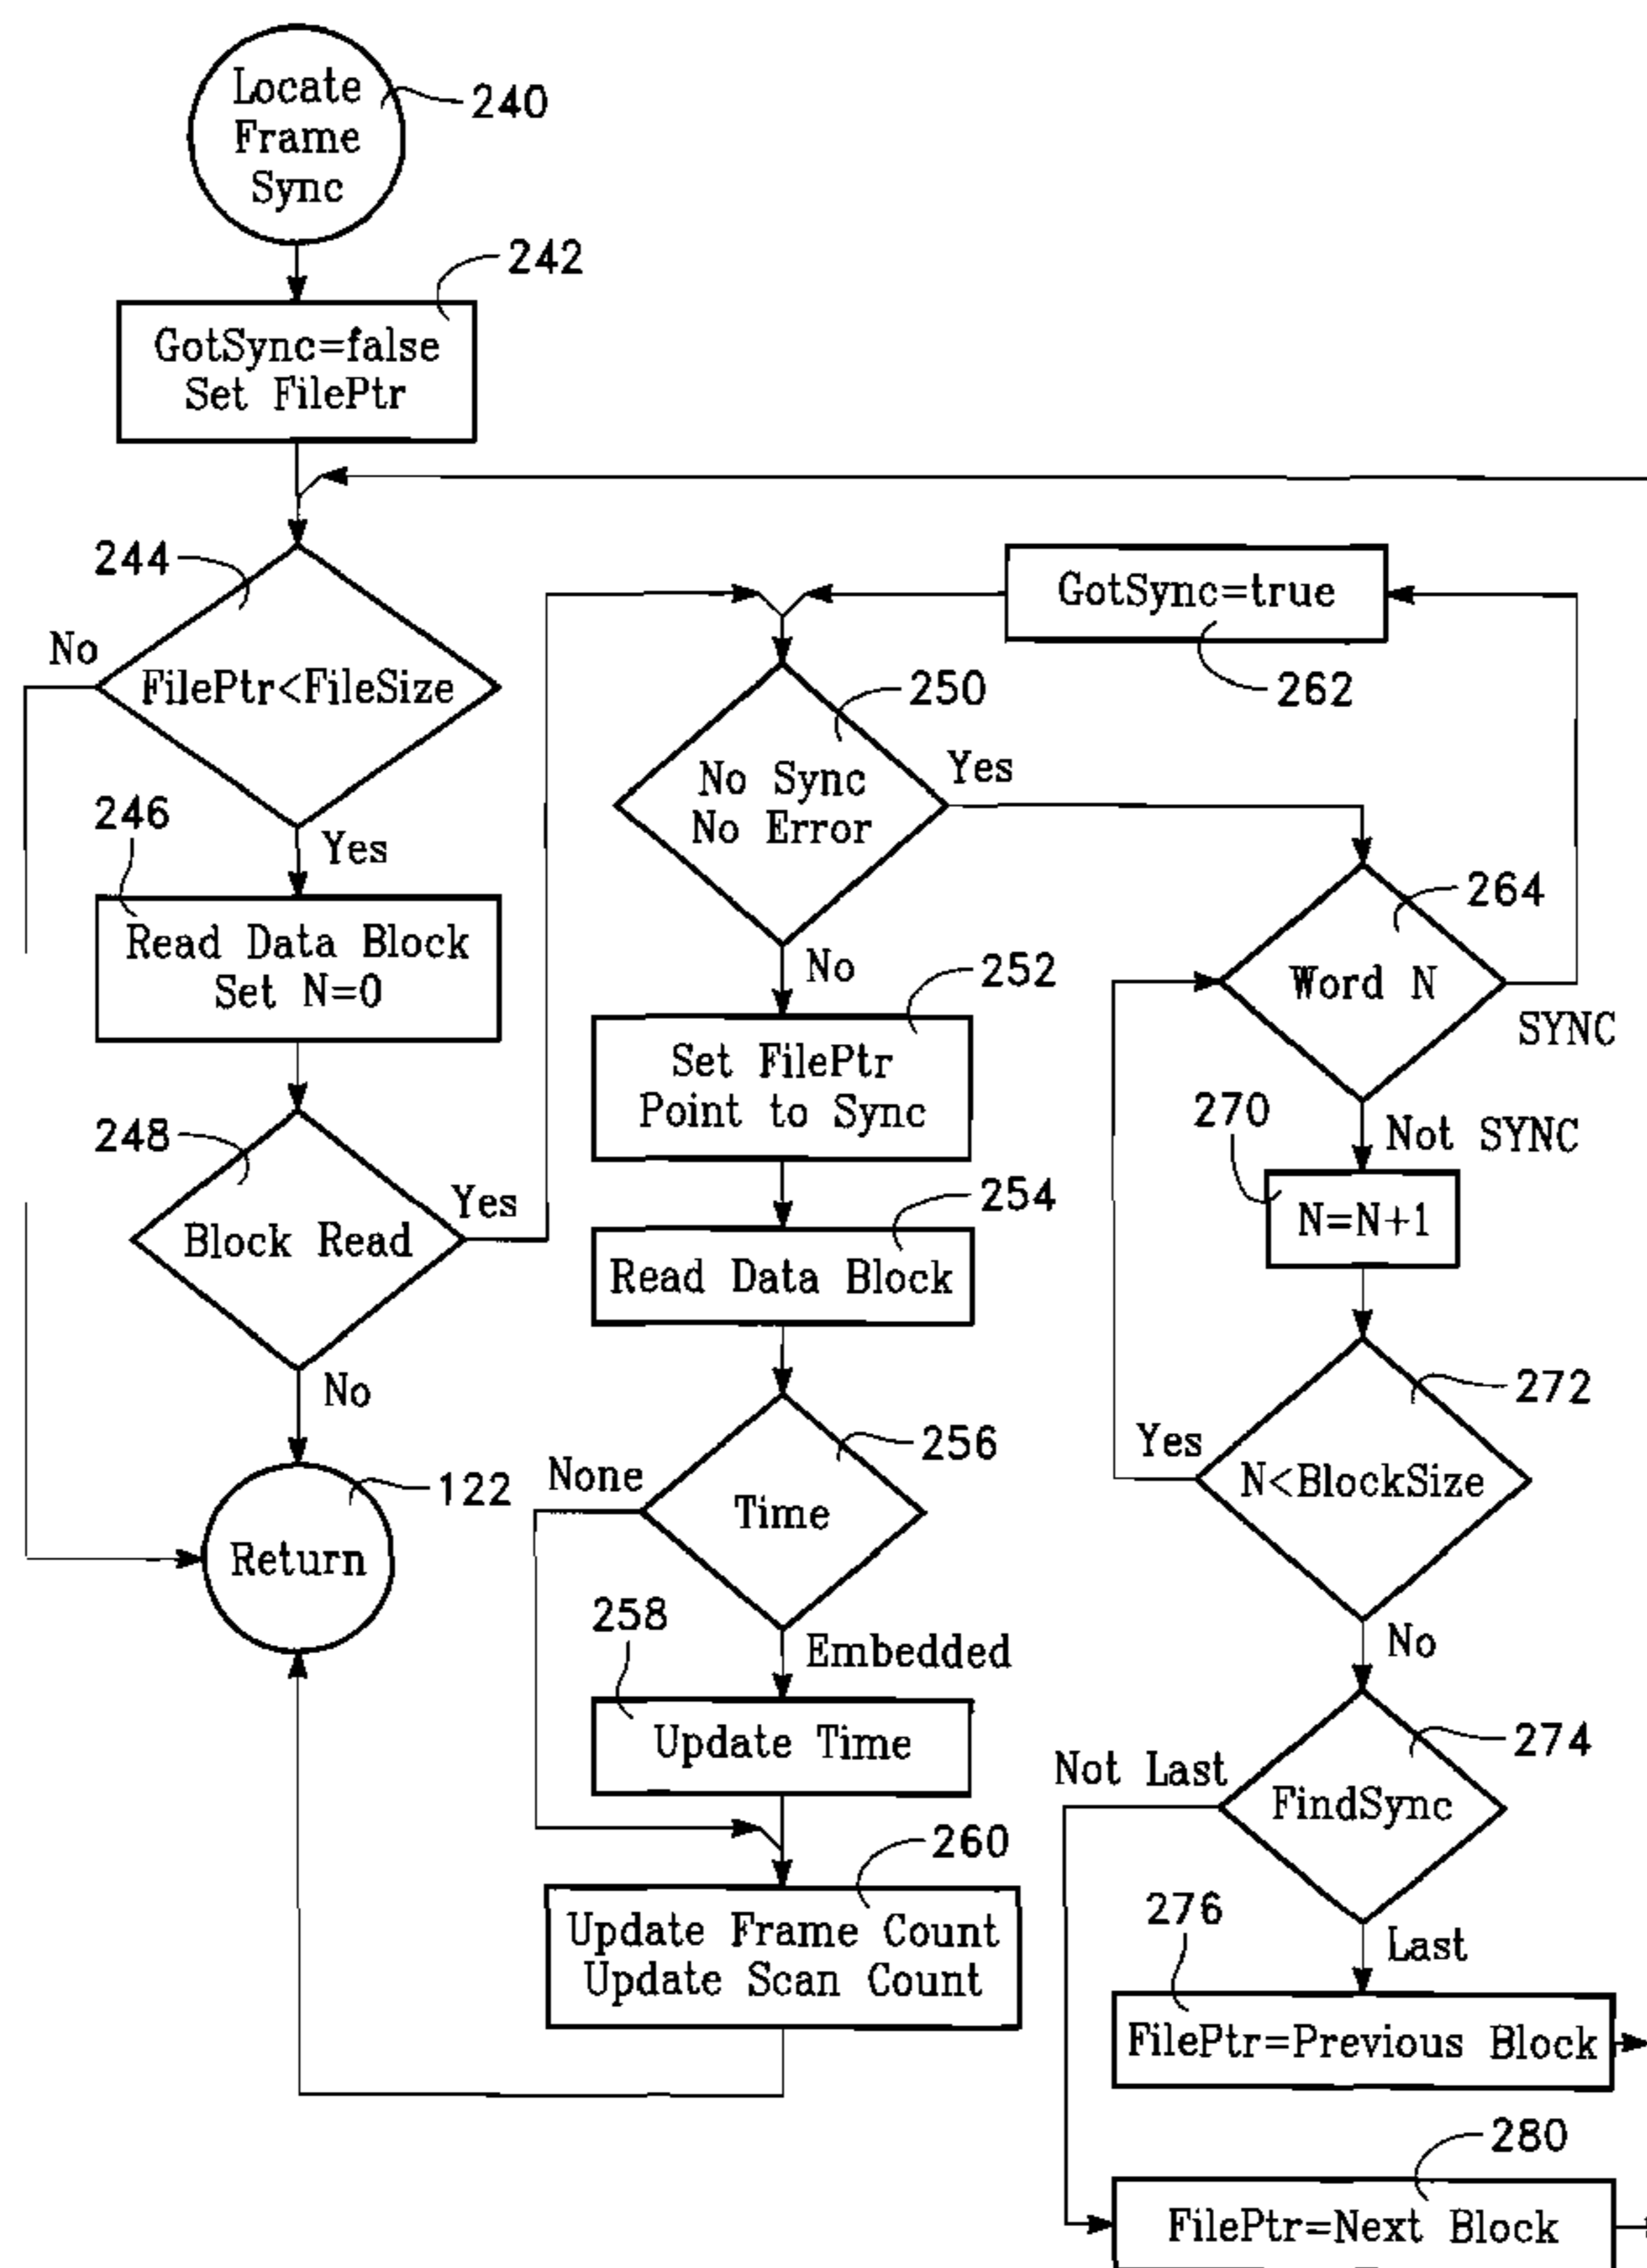 Locate
Frame
Sync
240
242
GotSync=false
Set FilePtr
244
No
FilePtr<FileSize
Yes
246
Read Data Block
Set N=0
248
Block Read
Yes
No
122
Return
GotSync=true
262
250
No Sync
No Error
Yes
No
252
Set FilePtr
Point to Sync
254
Read Data Block
256
None
Time
Embedded
258
Update Time
260
Update Frame Count
Update Scan Count
264
Word N
SYNC
Not SYNC
270
N=N+1
272
Yes
N<BlockSize
No
274
Not Last
FindSync
Last
276
FilePtr=Previous Block
280
FilePtr=Next Block